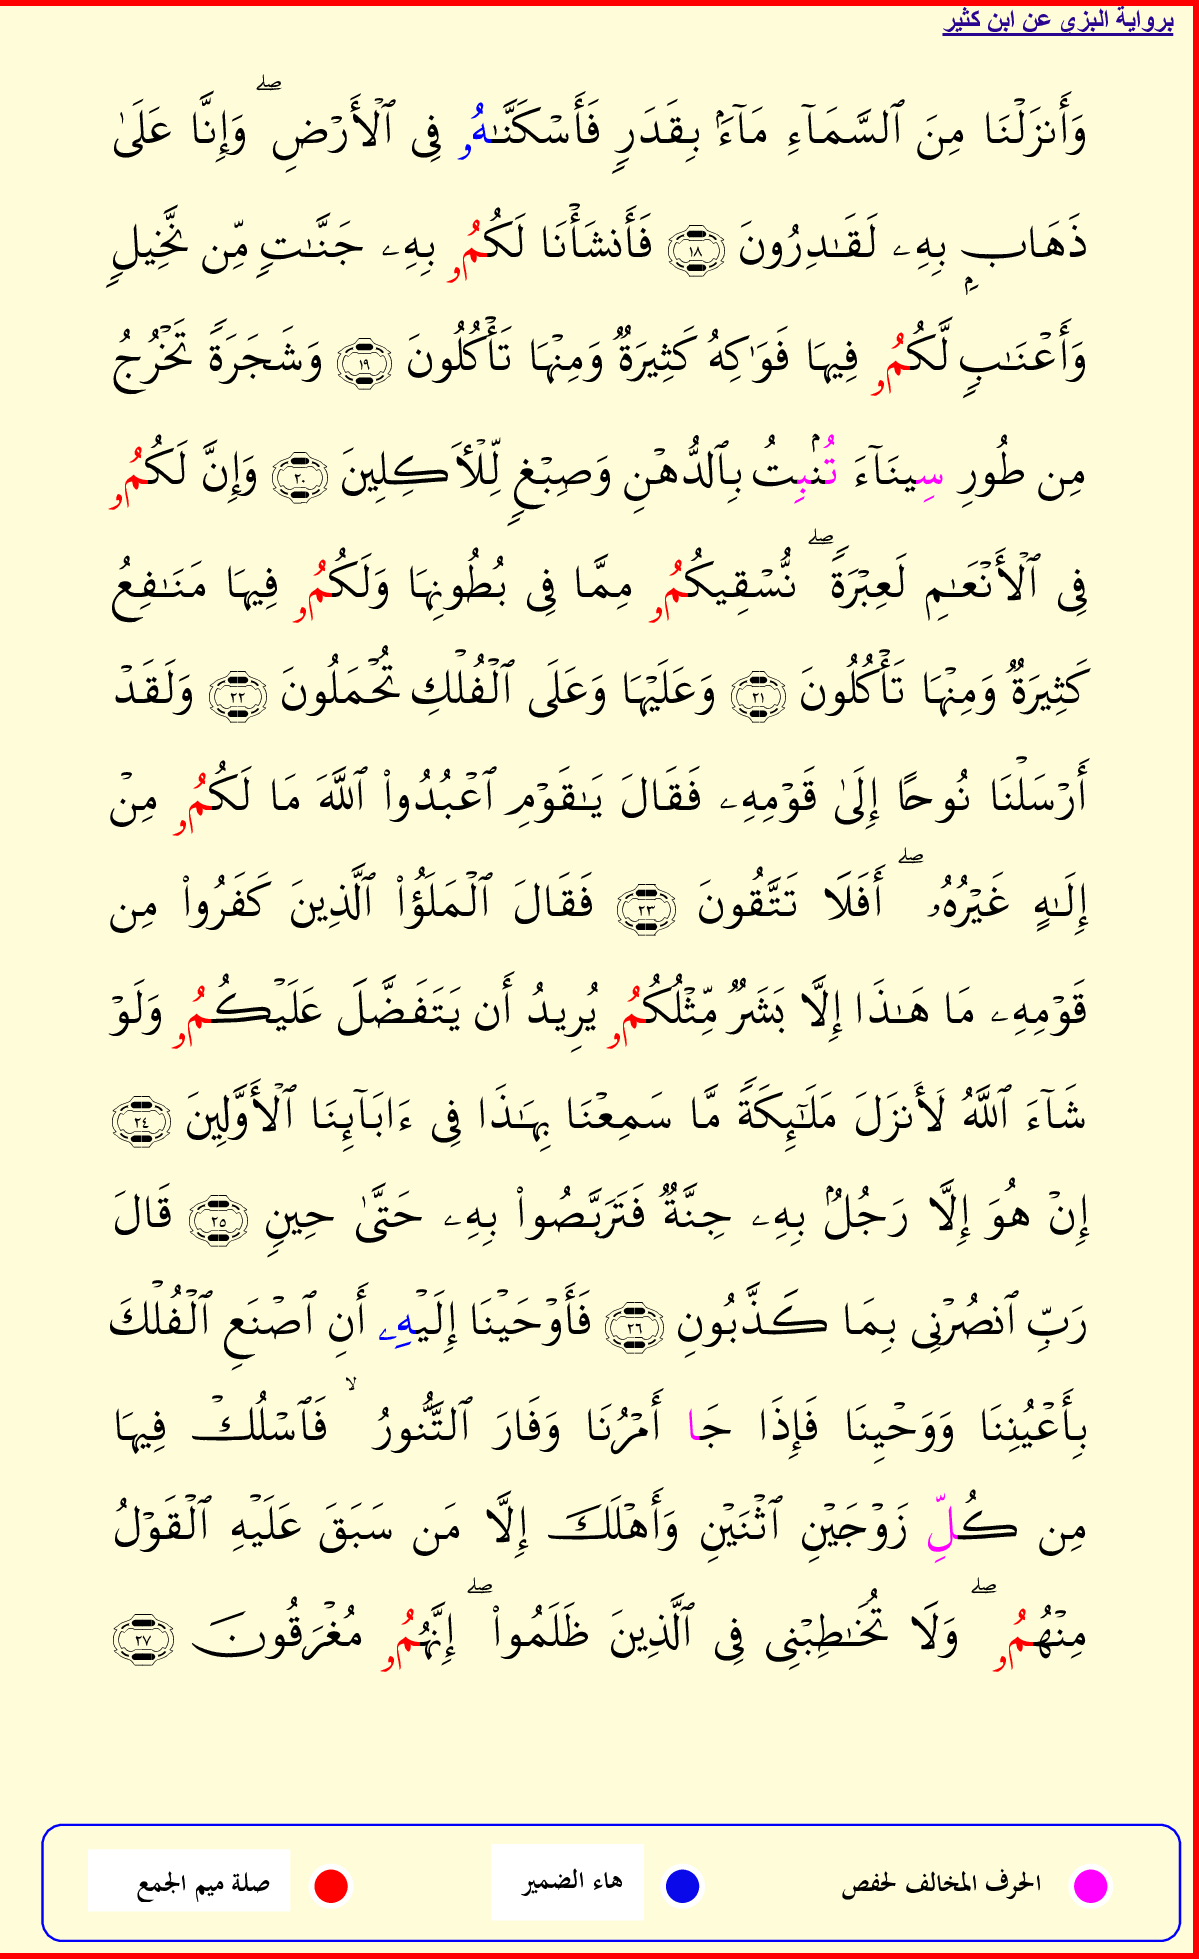 برواية البزي عن ابن كثير
وَأَنزَلۡنَا مِنَ ٱلسَّمَآءِ مَآءَۢ بِقَدَرٖ فَأَسۡكَنَّـٰهُۥ فِي ٱلۡأَرۡضِۖ وَإِنَّا عَلَىٰ
ذَهَابِۭ بِهِۦ لَقَـٰدِرُونَ ١٨ فَأَنشَأۡنَا لَكُمُۥ بِهِۦ جَنَّـٰتٖ مِّن نَّخِيلٖ
وَأَعۡنَـٰبٖ لَّكُمُۥ فِيهَا فَوَٰكِهُ كَثِيرَةٞ وَمِنۡهَا تَأۡكُلُونَ ١٩ وَشَجَرَةٗ تَخۡرُجُ
مِن طُورِ سِينَآءَ تُنۢبِتُ بِٱلدُّهۡنِ وَصِبۡغٖ لِّلۡأٓكِلِينَ ٢٠ وَإِنَّ لَكُمُۥ
فِي ٱلۡأَنۡعَـٰمِ لَعِبۡرَةٗۖ نُّسۡقِيكُمُۥ مِمَّا فِي بُطُونِهَا وَلَكُمُۥ فِيهَا مَنَـٰفِعُ
كَثِيرَةٞ وَمِنۡهَا تَأۡكُلُونَ ٢١ وَعَلَيۡهَا وَعَلَى ٱلۡفُلۡكِ تُحۡمَلُونَ ٢٢ وَلَقَدۡ
أَرۡسَلۡنَا نُوحًا إِلَىٰ قَوۡمِهِۦ فَقَالَ يَـٰقَوۡمِ ٱعۡبُدُواْ ٱللَّهَ مَا لَكُمُۥ مِنۡ
إِلَـٰهٍ غَيۡرُهُۥۖ أَفَلَا تَتَّقُونَ ٢٣ فَقَالَ ٱلۡمَلَؤُاْ ٱلَّذِينَ كَفَرُواْ مِن
قَوۡمِهِۦ مَا هَـٰذَا إِلَّا بَشَرٞ مِّثۡلُكُمُۥ يُرِيدُ أَن يَتَفَضَّلَ عَلَيۡكُمُۥ وَلَوۡ
شَآءَ ٱللَّهُ لَأَنزَلَ مَلَـٰٓئِكَةٗ مَّا سَمِعۡنَا بِهَـٰذَا فِي ءَابَآئِنَا ٱلۡأَوَّلِينَ ٢٤
إِنۡ هُوَ إِلَّا رَجُلُۢ بِهِۦ جِنَّةٞ فَتَرَبَّصُواْ بِهِۦ حَتَّىٰ حِينٖ ٢٥ قَالَ
رَبِّ ٱنصُرۡنِي بِمَا كَذَّبُونِ ٢٦ فَأَوۡحَيۡنَا إِلَيۡهِۦ أَنِ ٱصۡنَعِ ٱلۡفُلۡكَ
بِأَعۡيُنِنَا وَوَحۡيِنَا فَإِذَا جَا أَمۡرُنَا وَفَارَ ٱلتَّنُّورُۙ فَٱسۡلُكۡ فِيهَا
مِن كُلِّ زَوۡجَيۡنِ ٱثۡنَيۡنِ وَأَهۡلَكَ إِلَّا مَن سَبَقَ عَلَيۡهِ ٱلۡقَوۡلُ
مِنۡهُمُۥۖ وَلَا تُخَـٰطِبۡنِي فِي ٱلَّذِينَ ظَلَمُواْۖ إِنَّهُمُۥ مُغۡرَقُونَ ٢٧
الحرف المخالف لحفص
هاء الضمير
صلة ميم الجمع